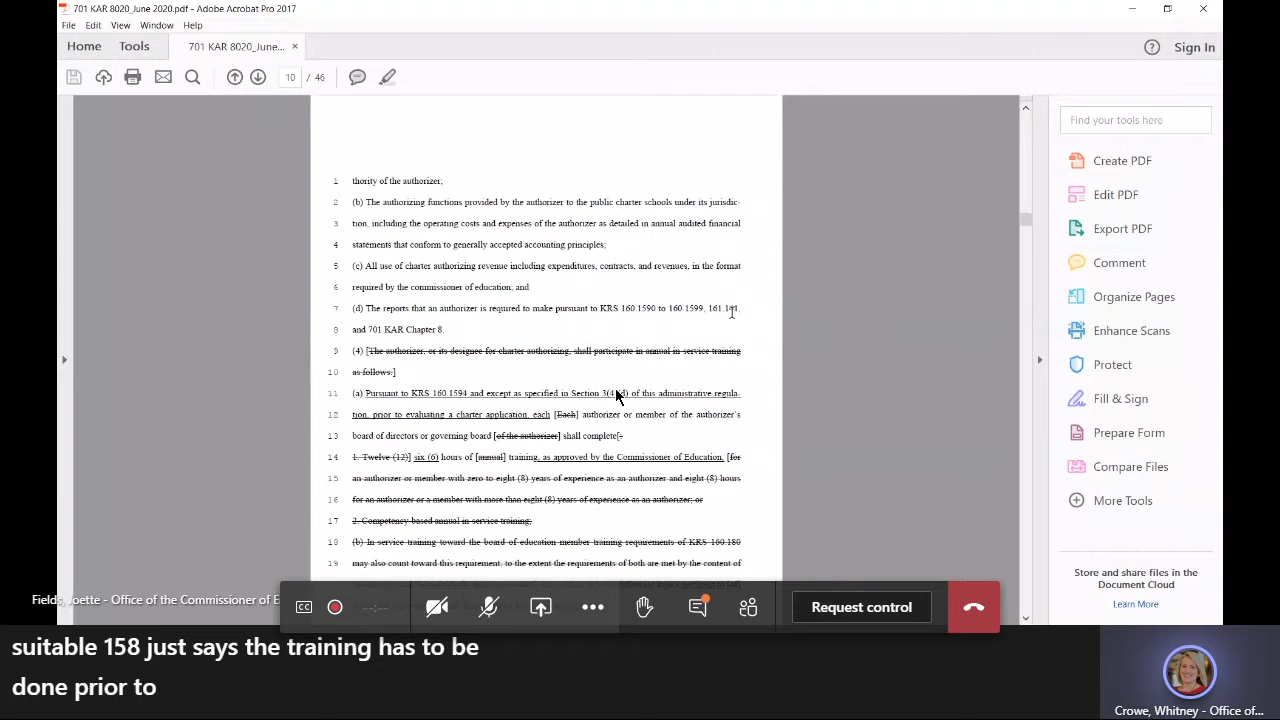 701 KAR 8020_June 2020.pdf - Adobe Acrobat Pro 2017
File Edit View Window Help
Home Tools 701 KAR 8020_June... × Sign In
10 / 46
Find your tools here
Create PDF
Edit PDF
Export PDF
Comment
Organize Pages
Enhance Scans
Protect
Fill & Sign
Prepare Form
Compare Files
More Tools
Store and share files in the
Document Cloud
Learn More
1 thority of the authorizer;
2 (b) The authorizing functions provided by the authorizer to the public charter schools under its jurisdic-
3 tion, including the operating costs and expenses of the authorizer as detailed in annual audited financial
4 statements that conform to generally accepted accounting principles;
5 (c) All use of charter authorizing revenue including expenditures, contracts, and revenues, in the format
6 required by the commissioner of education; and
7 (d) The reports that an authorizer is required to make pursuant to KRS 160.1590 to 160.1599, 161.141,
8 and 701 KAR Chapter 8.
9 (4) [The authorizer, or its designee for charter authorizing, shall participate in annual in-service training
10 as follows:]
11 (a) Pursuant to KRS 160.1594 and except as specified in Section 3(4)(d) of this administrative regula-
12 tion, prior to evaluating a charter application, each [Each] authorizer or member of the authorizer's
13 board of directors or governing board [of the authorizer] shall complete[:
14 1. Twelve (12)] six (6) hours of [annual] training, as approved by the Commissioner of Education. [for
15 an authorizer or member with zero to eight (8) years of experience as an authorizer and eight (8) hours
16 for an authorizer or a member with more than eight (8) years of experience as an authorizer; or
17 2. Competency-based annual in-service training;
18 (b) In-service training toward the board of education member training requirements of KRS 160.180
19 may also count toward this requirement, to the extent the requirements of both are met by the content of
Fields, Joette - Office of the Commissioner of E
CC --:-- Request control
suitable 158 just says the training has to be
done prior to
Crowe, Whitney - Office of...